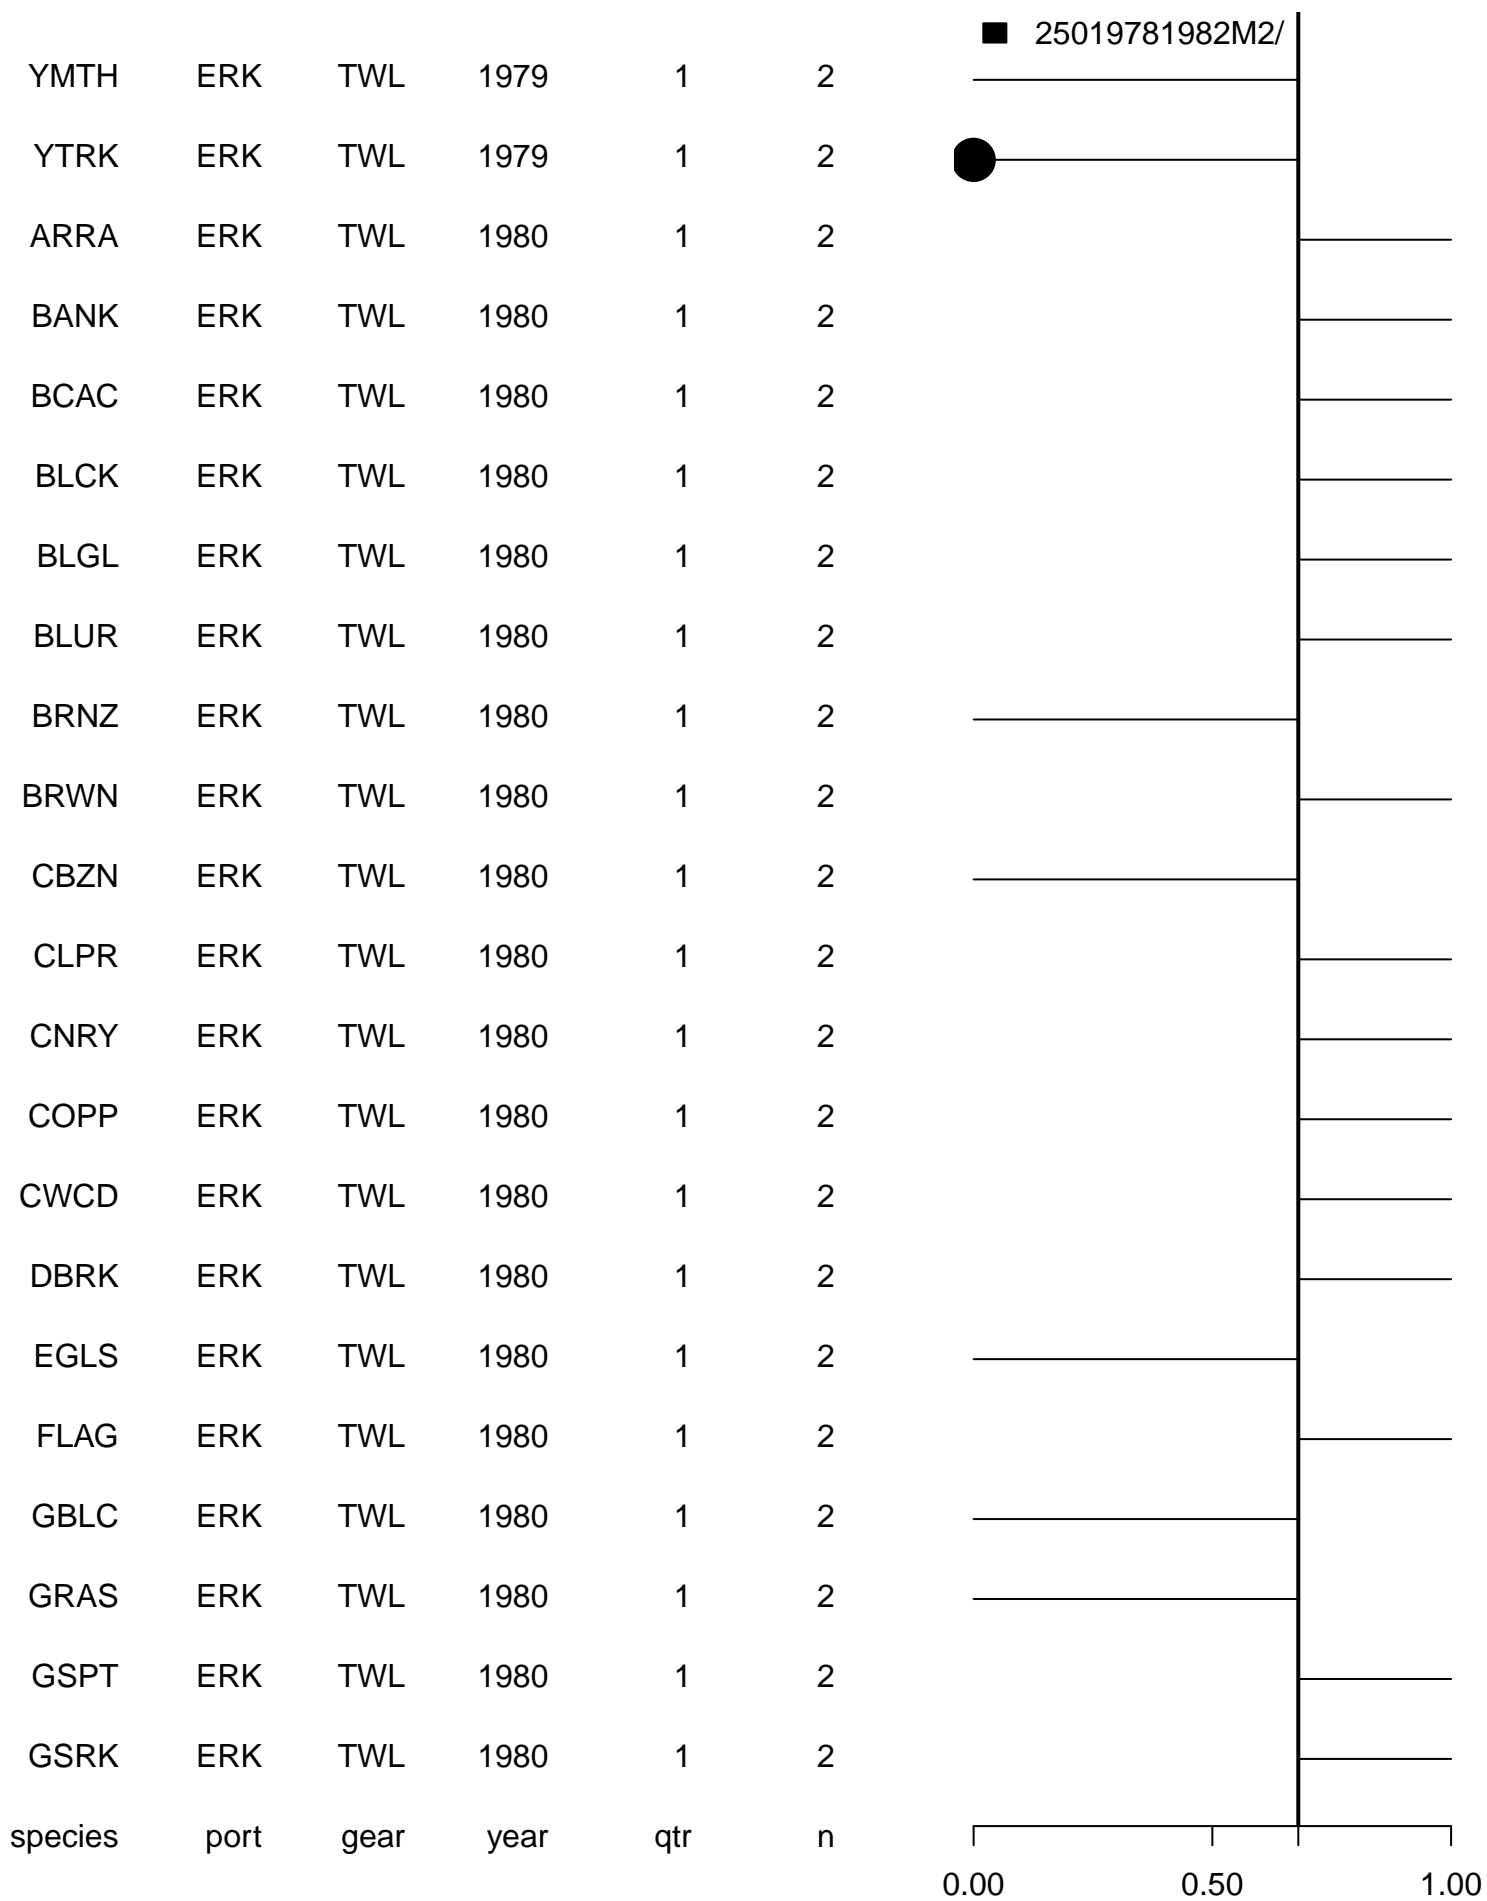 25019781982M2/
YMTH ERK TWL 1979 1 2
YTRK ERK TWL 1979 1 2
ARRA ERK TWL 1980 1 2
BANK ERK TWL 1980 1 2
BCAC ERK TWL 1980 1 2
BLCK ERK TWL 1980 1 2
BLGL ERK TWL 1980 1 2
BLUR ERK TWL 1980 1 2
BRNZ ERK TWL 1980 1 2
BRWN ERK TWL 1980 1 2
CBZN ERK TWL 1980 1 2
CLPR ERK TWL 1980 1 2
CNRY ERK TWL 1980 1 2
COPP ERK TWL 1980 1 2
CWCD ERK TWL 1980 1 2
DBRK ERK TWL 1980 1 2
EGLS ERK TWL 1980 1 2
FLAG ERK TWL 1980 1 2
GBLC ERK TWL 1980 1 2
GRAS ERK TWL 1980 1 2
GSPT ERK TWL 1980 1 2
GSRK ERK TWL 1980 1 2
species port gear year qtr n
0.00 0.50 1.00